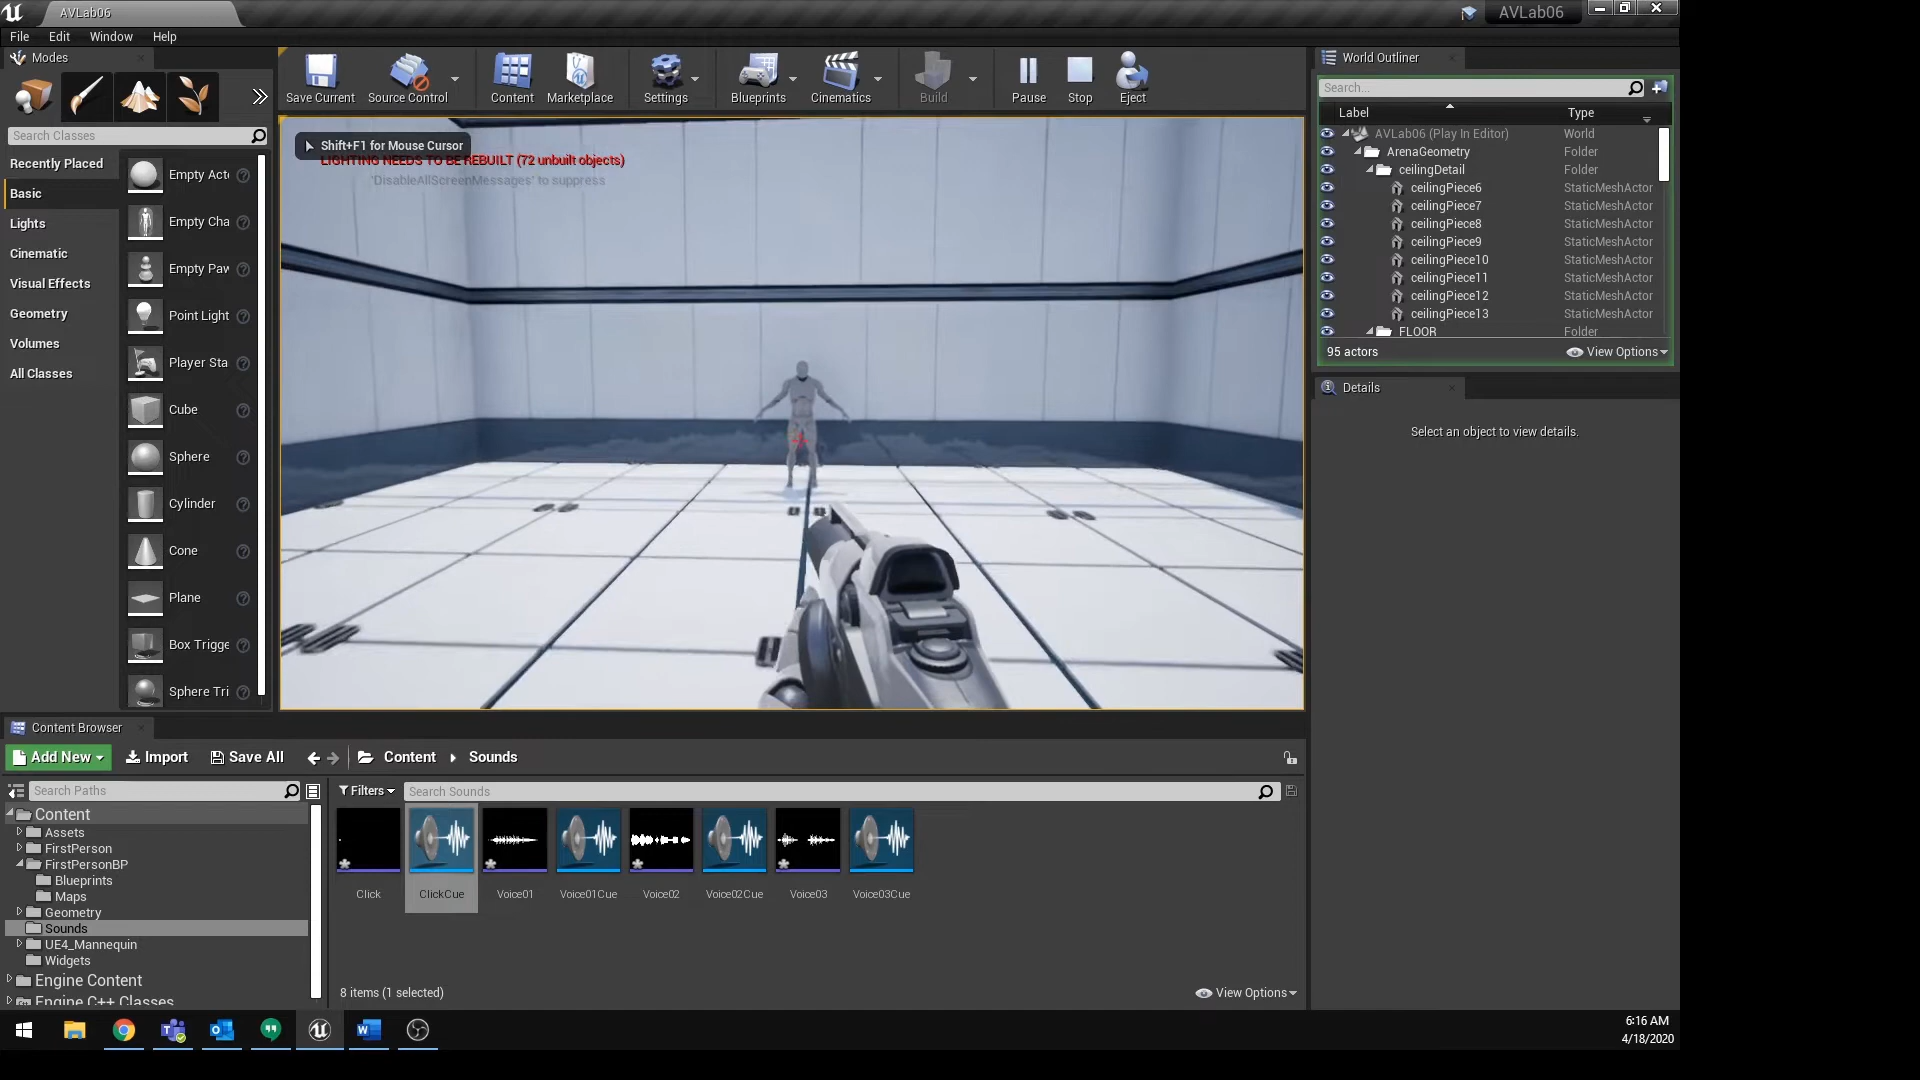 AVLab06
AVLab06
File Edit Window Help
Modes
Save Current
Source Control
Content
Marketplace
Settings
Blueprints
Cinematics
Build
Pause
Stop
Eject
Search Classes
Recently Placed
Basic
Lights
Cinematic
Visual Effects
Geometry
Volumes
All Classes
Empty Acto
Empty Cha
Empty Paw
Point Light
Player Sta
Cube
Sphere
Cylinder
Cone
Plane
Box Trigge
Sphere Tri
Shift+F1 for Mouse Cursor
LIGHTING NEEDS TO BE REBUILT (72 unbuilt objects)
'DisableAllScreenMessages' to suppress
World Outliner
Search...
Label Type
AVLab06 (Play In Editor) World
ArenaGeometry Folder
ceilingDetail Folder
ceilingPiece6 StaticMeshActor
ceilingPiece7 StaticMeshActor
ceilingPiece8 StaticMeshActor
ceilingPiece9 StaticMeshActor
ceilingPiece10 StaticMeshActor
ceilingPiece11 StaticMeshActor
ceilingPiece12 StaticMeshActor
ceilingPiece13 StaticMeshActor
FLOOR Folder
95 actors View Options
Details
Select an object to view details.
Content Browser
Add New Import Save All Content Sounds
Search Paths
Content
Assets
FirstPerson
FirstPersonBP
Blueprints
Maps
Geometry
Sounds
UE4_Mannequin
Widgets
Engine Content
Engine C++ Classes
Filters Search Sounds
Click ClickCue Voice01 Voice01Cue Voice02 Voice02Cue Voice03 Voice03Cue
8 items (1 selected) View Options
6:16 AM
4/18/2020